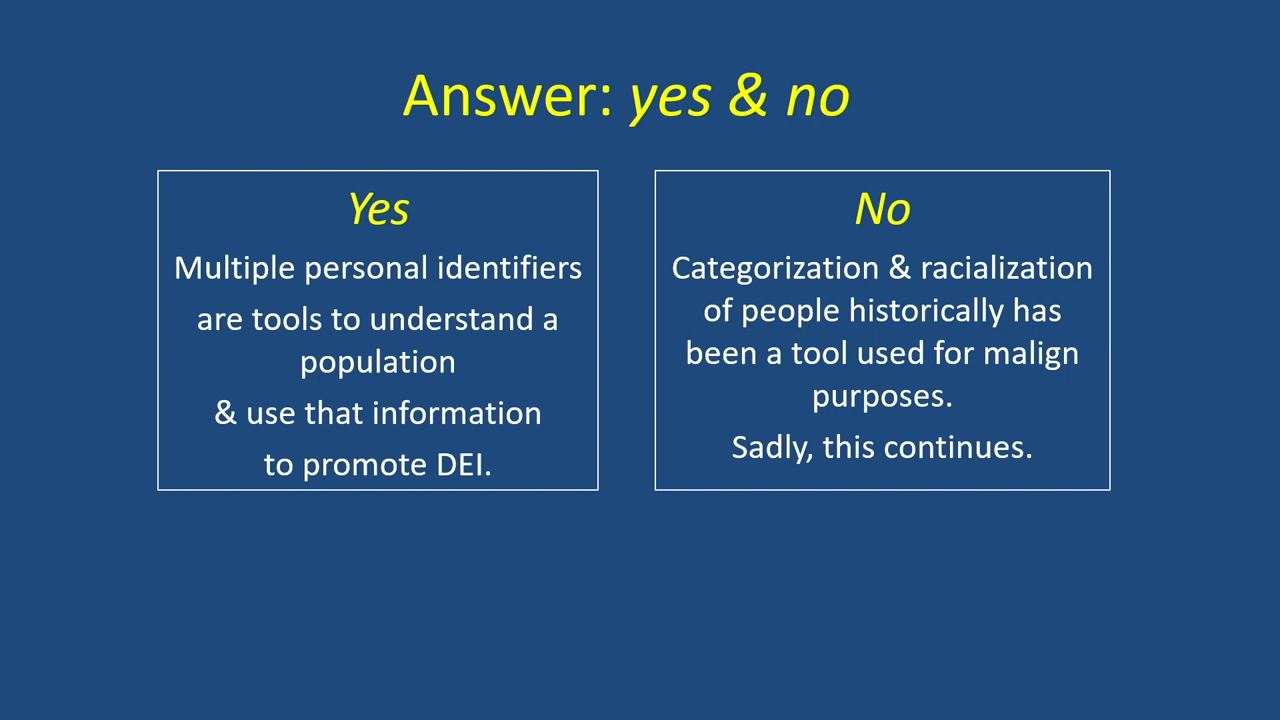 Answer: yes & no
Yes
Multiple personal identifiers
are tools to understand a
population
& use that information
to promote DEI.
No
Categorization & racialization
of people historically has
been a tool used for malign
purposes.
Sadly, this continues.